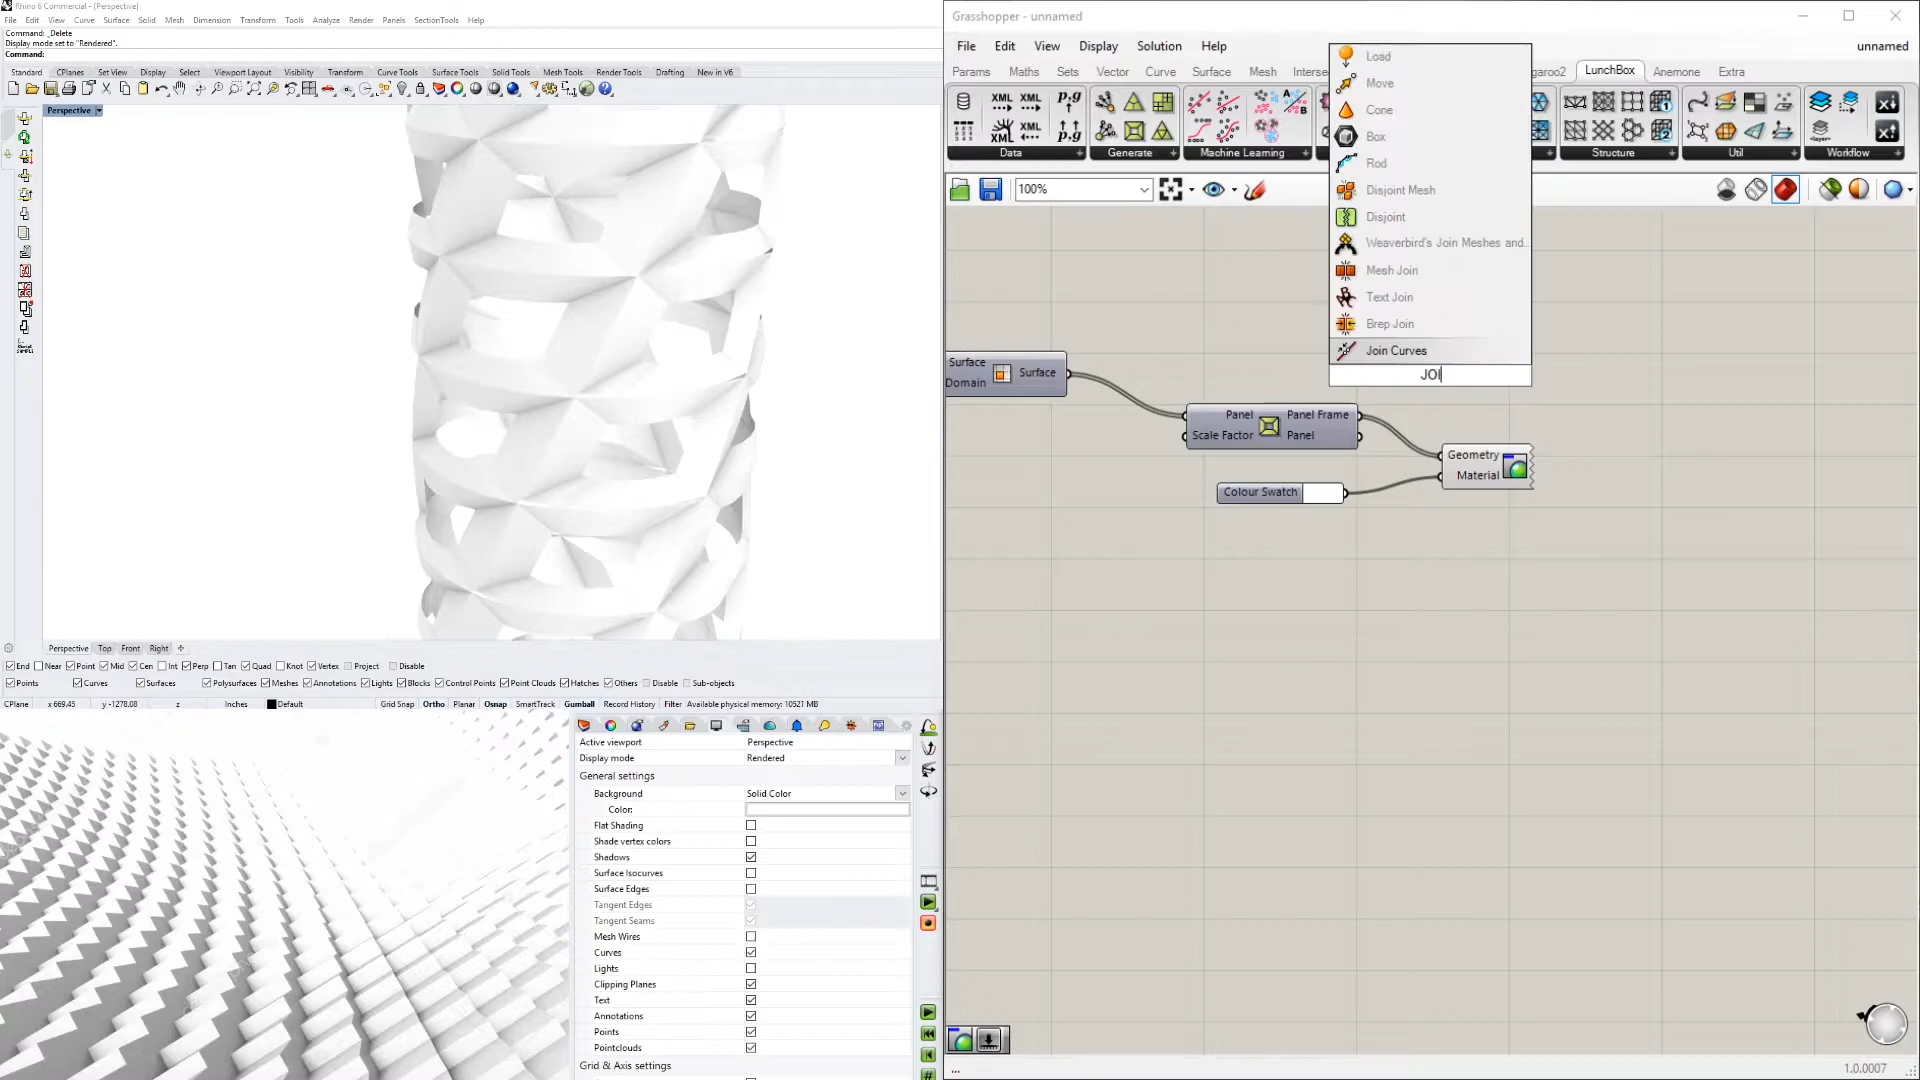 Rhino 6 Commercial - [Perspective]
File Edit View Curve Surface Solid Mesh Dimension Transform Tools Analyze Render Panels SectionTools Help
Command: _Delete
Display mode set to "Rendered".
Command:
Standard CPlanes Set View Display Select Viewport Layout Visibility Transform Curve Tools Surface Tools Solid Tools Mesh Tools Render Tools Drafting New in V6
Perspective
Perspective Top Front Right
End Near Point Mid Cen Int Perp Tan Quad Knot Vertex Project Disable
Points Curves Surfaces Polysurfaces Meshes Annotations Lights Blocks Control Points Point Clouds Hatches Others Disable Sub-objects
CPlane x 669.45 y -1278.08 z Inches Default Grid Snap Ortho Planar Osnap SmartTrack Gumball Record History Filter Available physical memory: 10521 MB
Active viewport Perspective
Display mode Rendered
General settings
Background Solid Color
Color:
Flat Shading
Shade vertex colors
Shadows
Surface Isocurves
Surface Edges
Tangent Edges
Tangent Seams
Mesh Wires
Curves
Lights
Clipping Planes
Text
Annotations
Points
Pointclouds
Grid & Axis settings
Grasshopper - unnamed
File Edit View Display Solution Help unnamed
Params Maths Sets Vector Curve Surface Mesh Interse garoo2 LunchBox Anemone Extra
XML XML p,g
XML XML p,g
Data Generate Machine Learning Structure Util Workflow
100%
Load
Move
Cone
Box
Rod
Disjoint Mesh
Disjoint
Weaverbird's Join Meshes and...
Mesh Join
Text Join
Brep Join
Join Curves
JOI
Surface
Domain
Surface
Panel
Scale Factor
Panel Frame
Panel
Colour Swatch
Geometry
Material
...
1.0.0007